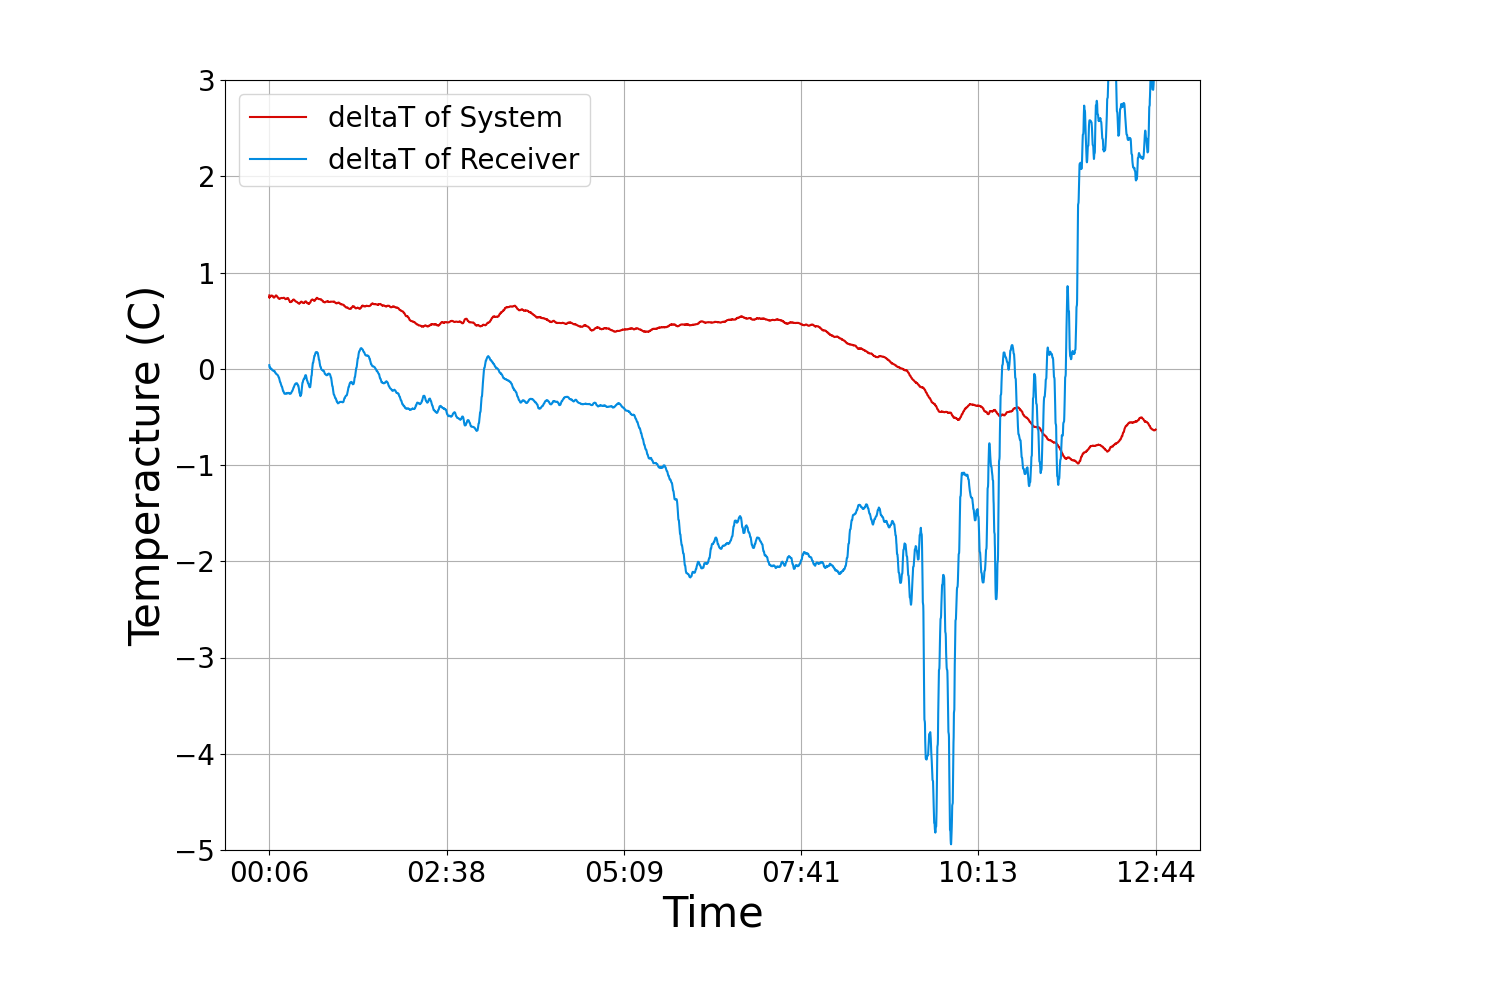 deltaT of System
deltaT of Receiver
3
2
1
0
−1
−2
−3
−4
−5
Temperacture (C)
00:06 02:38 05:09 07:41 10:13 12:44
Time